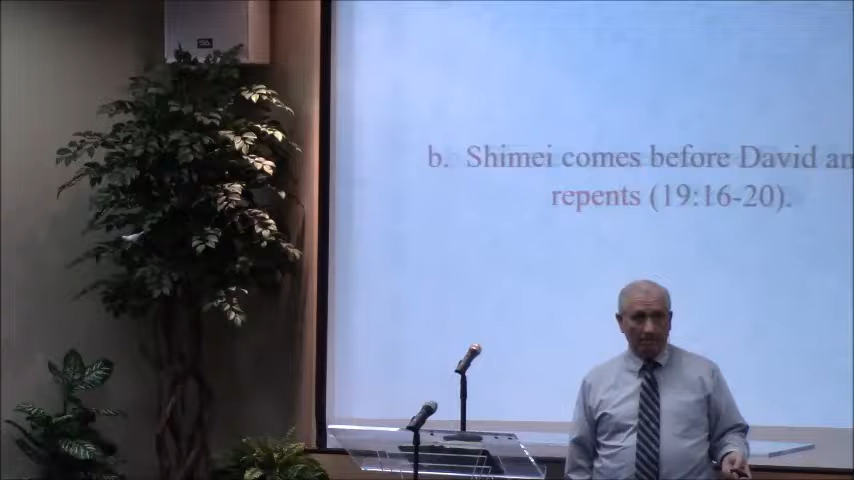 b. Shimei comes before David an
repents (19:16-20).